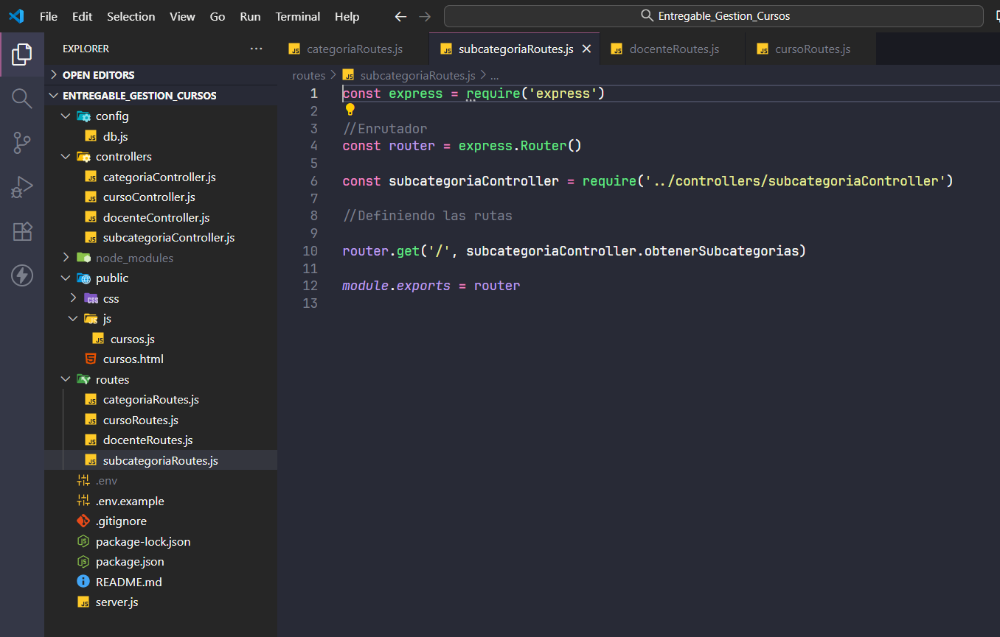 File Edit Selection View Go Run Terminal Help
Entregable_Gestion_Cursos
EXPLORER
OPEN EDITORS
ENTREGABLE_GESTION_CURSOS
config
db.js
controllers
categoriaController.js
cursoController.js
docenteController.js
subcategoriaController.js
node_modules
public
css
js
cursos.js
cursos.html
routes
categoriaRoutes.js
cursoRoutes.js
docenteRoutes.js
subcategoriaRoutes.js
.env
.env.example
.gitignore
package-lock.json
package.json
README.md
server.js
categoriaRoutes.js subcategoriaRoutes.js docenteRoutes.js cursoRoutes.js
routes > subcategoriaRoutes.js > ...
1 const express = require('express')
2
3 //Enrutador
4 const router = express.Router()
5
6 const subcategoriaController = require('../controllers/subcategoriaController')
7
8 //Definiendo las rutas
9
10 router.get('/', subcategoriaController.obtenerSubcategorias)
11
12 module.exports = router
13